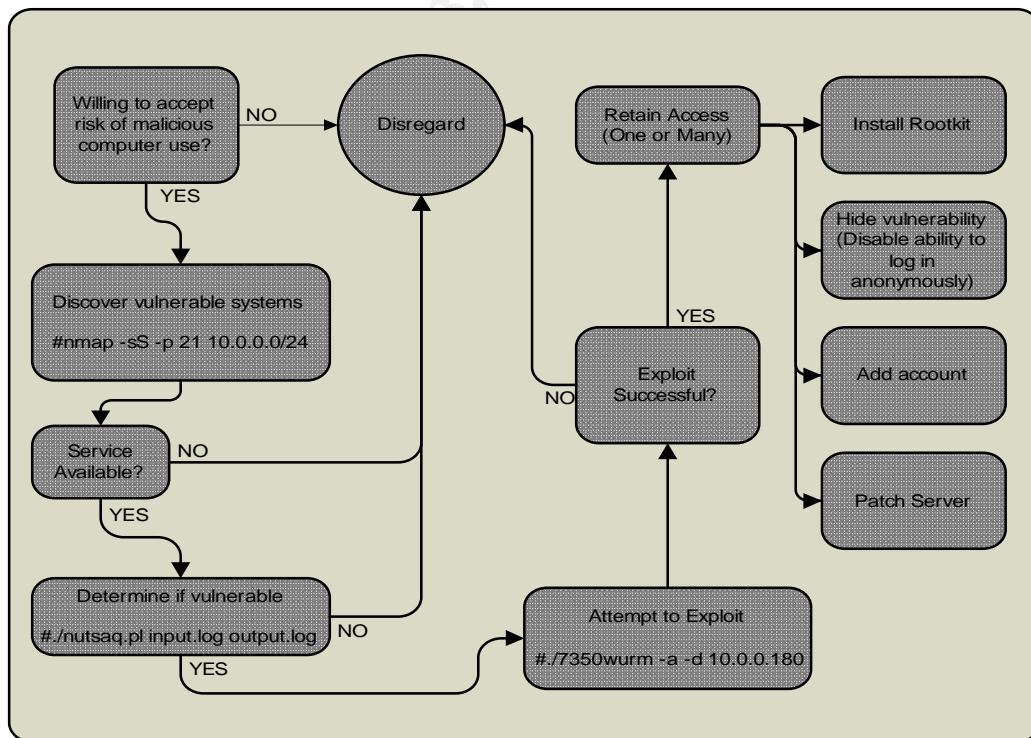 Willing to accept
risk of malicious
computer use?
NO
Disregard
YES
Discover vulnerable systems
#nmap -sS -p 21 10.0.0.0/24
Service
Available?
NO
YES
Determine if vulnerable
#./nutsaq.pl input.log output.log
NO
YES
Attempt to Exploit
#./7350wurm -a -d 10.0.0.180
Exploit
Successful?
NO
YES
Retain Access
(One or Many)
Install Rootkit
Hide vulnerability
(Disable ability to
log in
anonymously)
Add account
Patch Server